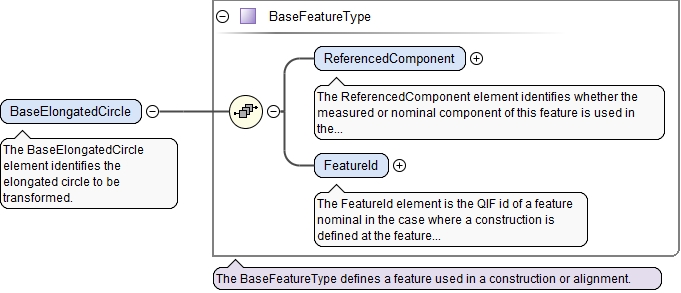 BaseFeatureType
ReferencedComponent
The ReferencedComponent element identifies whether the
measured or nominal component of this feature is used in
the...
BaseElongatedCircle
The BaseElongatedCircle
element identifies the
elongated circle to be
transformed.
FeatureId
The FeatureId element is the QIF id of a feature
nominal in the case where a construction is
defined at the feature...
The BaseFeatureType defines a feature used in a construction or alignment.